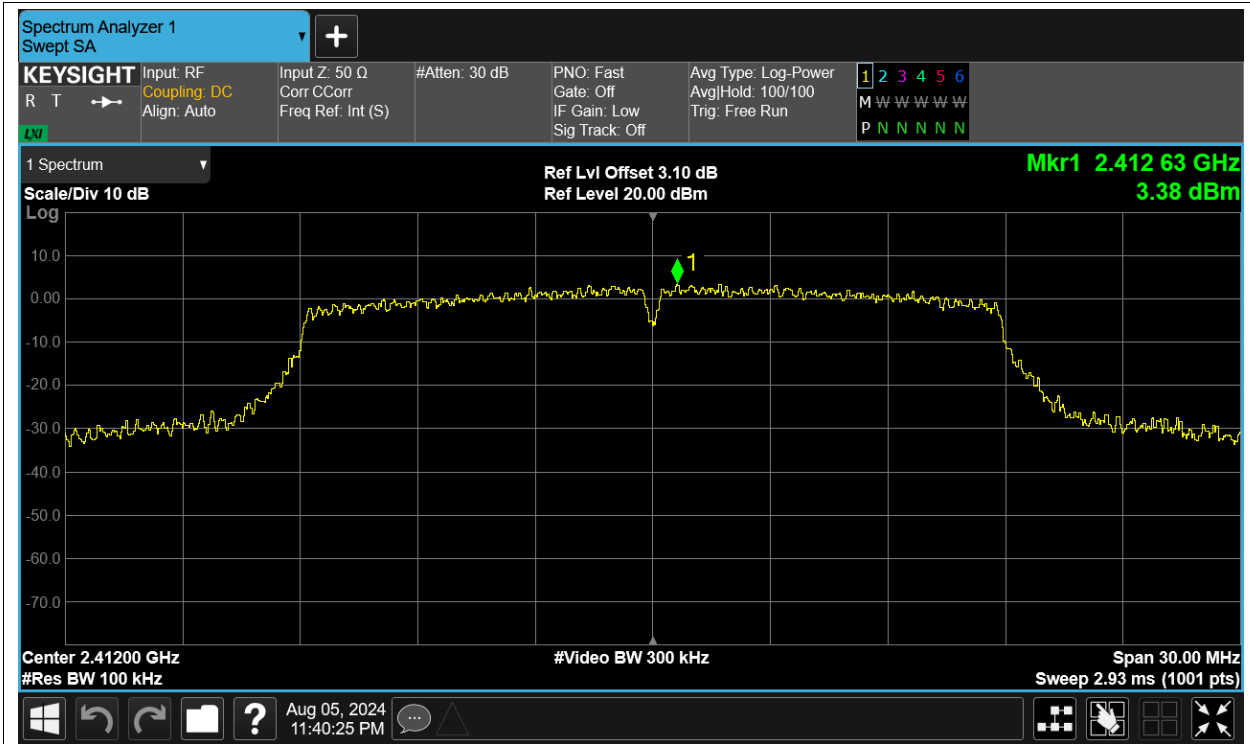 Spectrum Analyzer 1
Swept SA
KEYSIGHT
R T
LXI
Input: RF
Coupling: DC
Align: Auto
Input Z: 50 Ω
Corr CCorr
Freq Ref: Int (S)
#Atten: 30 dB
PNO: Fast
Gate: Off
IF Gain: Low
Sig Track: Off
Avg Type: Log-Power
Avg|Hold: 100/100
Trig: Free Run
1 2 3 4 5 6
M W W W W W
P N N N N N
1 Spectrum
Scale/Div 10 dB
Log
Ref Lvl Offset 3.10 dB
Ref Level 20.00 dBm
Mkr1 2.412 63 GHz
3.38 dBm
1
10.0
0.00
-10.0
-20.0
-30.0
-40.0
-50.0
-60.0
-70.0
Center 2.41200 GHz
#Res BW 100 kHz
#Video BW 300 kHz
Span 30.00 MHz
Sweep 2.93 ms (1001 pts)
?
Aug 05, 2024
11:40:25 PM